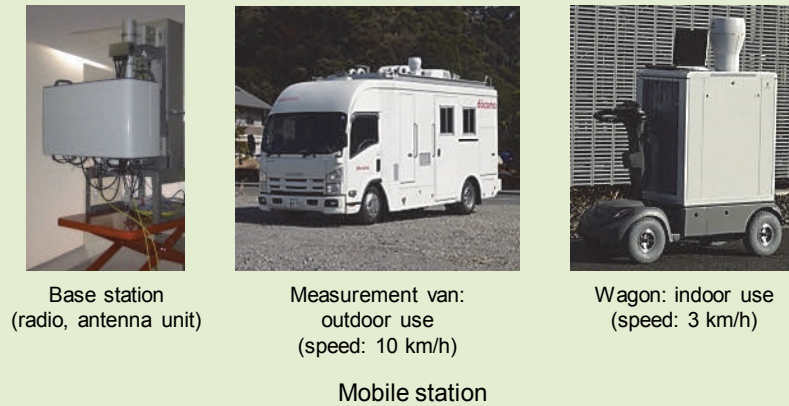 docomo
Base station
(radio, antenna unit)
Measurement van:
outdoor use
(speed: 10 km/h)
Wagon: indoor use
(speed: 3 km/h)
Mobile station